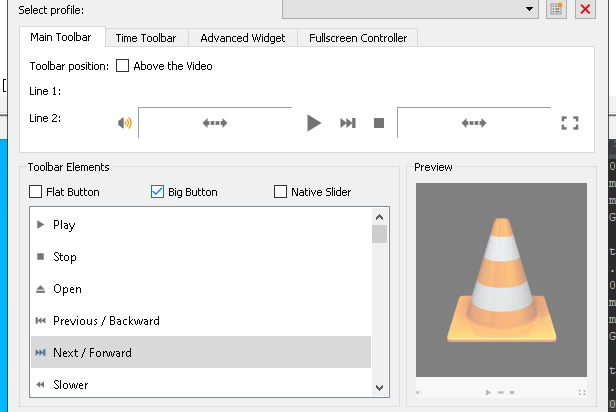 Select profile:
Main Toolbar Time Toolbar Advanced Widget Fullscreen Controller
Toolbar position: Above the Video
Line 1:
Line 2:
Toolbar Elements Preview
Flat Button Big Button Native Slider
Play
Stop
Open
Previous / Backward
Next / Forward
Slower